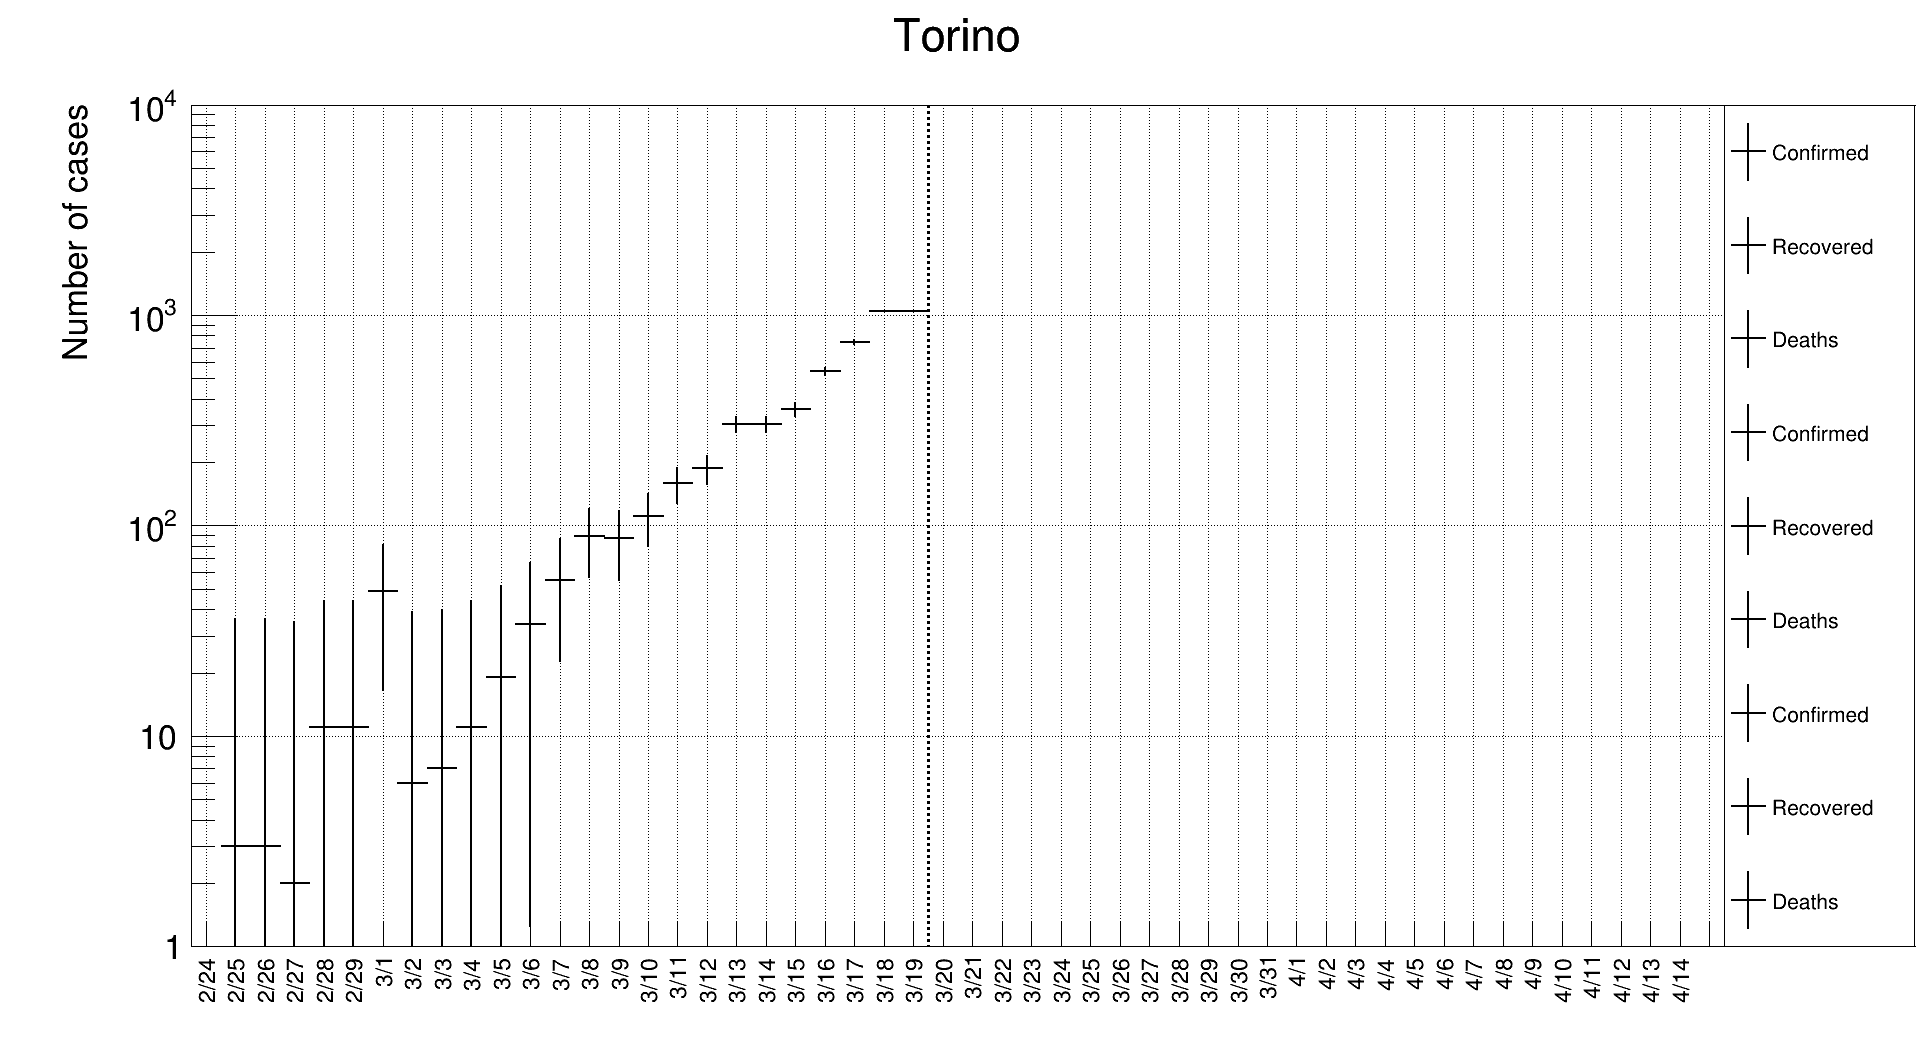 Torino
Number of cases
10^4
10^3
10^2
10
1
2/24 2/25 2/26 2/27 2/28 2/29 3/1 3/2 3/3 3/4 3/5 3/6 3/7 3/8 3/9 3/10 3/11 3/12 3/13 3/14 3/15 3/16 3/17 3/18 3/19 3/20 3/21 3/22 3/23 3/24 3/25 3/26 3/27 3/28 3/29 3/30 3/31 4/1 4/2 4/3 4/4 4/5 4/6 4/7 4/8 4/9 4/10 4/11 4/12 4/13 4/14
Confirmed
Recovered
Deaths
Confirmed
Recovered
Deaths
Confirmed
Recovered
Deaths